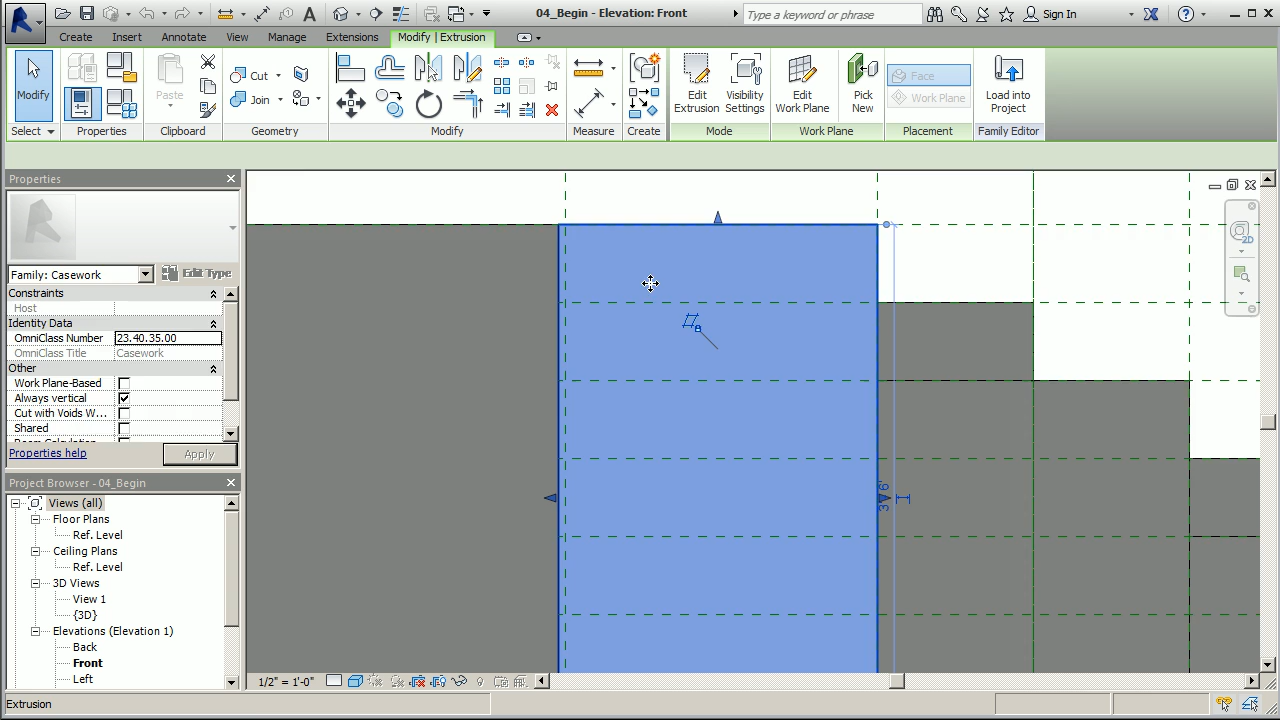 04_Begin - Elevation: Front
Type a keyword or phrase
Sign In
Create
Insert
Annotate
View
Manage
Extensions
Modify | Extrusion
Modify
Paste
Cut
Join
Edit
Extrusion
Visibility
Settings
Edit
Work Plane
Pick
New
Face
Work Plane
Load into
Project
Select
Properties
Clipboard
Geometry
Modify
Measure
Create
Mode
Work Plane
Placement
Family Editor
Properties
Family: Casework
Edit Type
Constraints
Host
Identity Data
OmniClass Number
23.40.35.00
OmniClass Title
Casework
Other
Work Plane-Based
Always vertical
Cut with Voids W...
Shared
Properties help
Apply
Project Browser - 04_Begin
Views (all)
Floor Plans
Ref. Level
Ceiling Plans
Ref. Level
3D Views
View 1
{3D}
Elevations (Elevation 1)
Back
Front
Left
2D
1/2" = 1'-0"
Extrusion